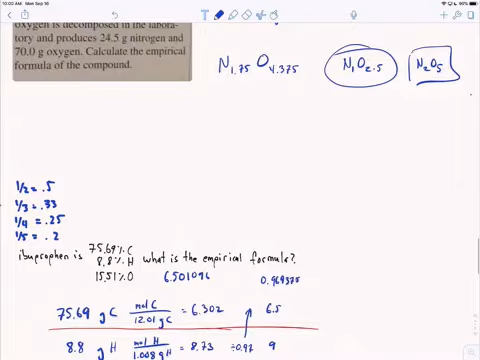 10:02 AM Mon Sep 16
oxygen is decomposed in the labora-
tory and produces 24.5 g nitrogen and
70.0 g oxygen. Calculate the empirical
formula of the compound.
N1.75 O4.375
N1O2.5
N2O5
1/2 = .5
1/3 = .33
1/4 = .25
1/5 = .2
ibuprophen is 75.69% C
8.8% H
15.51% O
what is the empirical formula?
6.501096
0.969375
75.69 g C mol C / 12.01 g C = 6.302 6.5
8.8 g H mol H / 1.008 g H = 8.73 ÷0.97 9